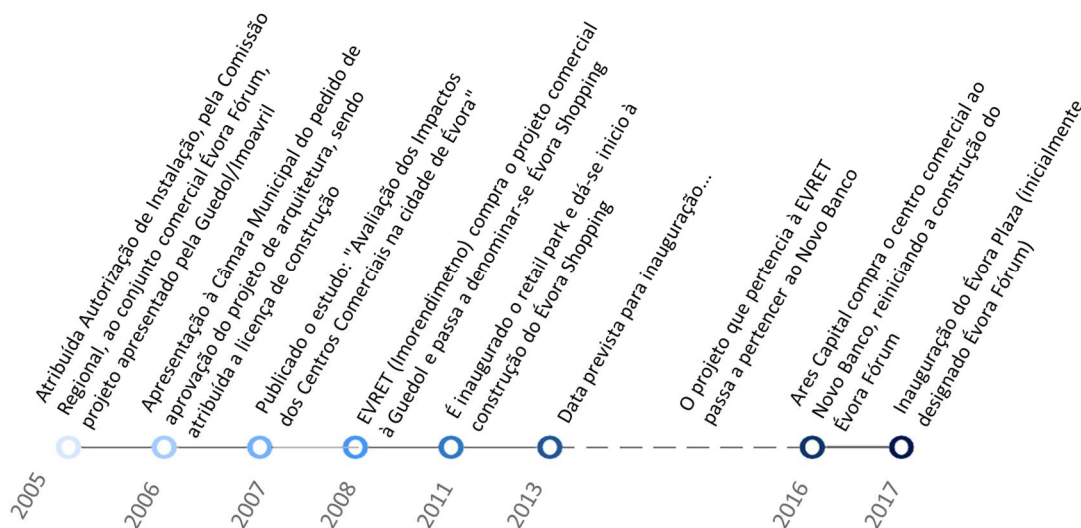 Atribuída Autorização de Instalação, pela Comissão
Regional, ao conjunto comercial Évora Fórum,
projeto apresentado pela Guedol/Imoavril
Apresentação à Câmara Municipal do pedido de
aprovação do projeto de arquitetura, sendo
atribuída a licença de construção
Publicado o estudo: "Avaliação dos Impactos
dos Centros Comerciais na cidade de Évora"
EVRET (Imorendimetno) compra o projeto comercial
à Guedol e passa a denominar-se Évora Shopping
É inaugurado o retail park e dá-se inicio à
construção do Évora Shopping
Data prevista para inauguração...
O projeto que pertencia à EVRET
passa a pertencer ao Novo Banco
Ares Capital compra o centro comercial ao
Novo Banco, reiniciando a construção do
Évora Fórum
Inauguração do Évora Plaza (inicialmente
designado Évora Fórum)
2005
2006
2007
2008
2011
2013
2016
2017